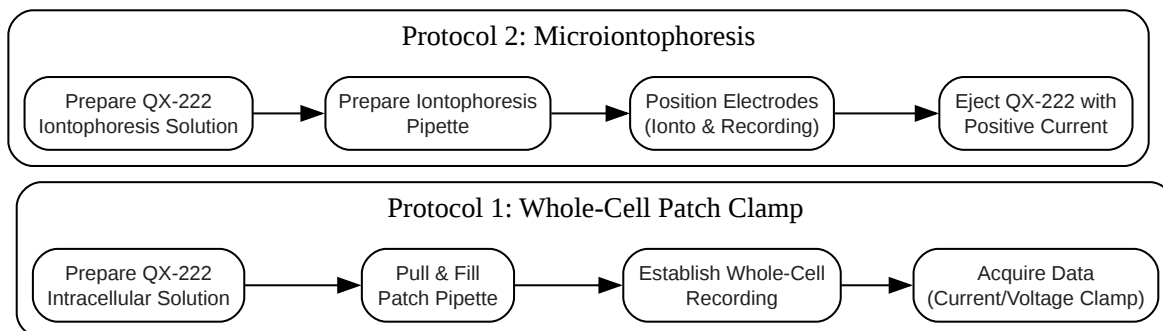 Protocol 2: Microiontophoresis
Prepare QX-222
Iontophoresis Solution
Prepare Iontophoresis
Pipette
Position Electrodes
(Ionto & Recording)
Eject QX-222 with
Positive Current
Protocol 1: Whole-Cell Patch Clamp
Prepare QX-222
Intracellular Solution
Pull & Fill
Patch Pipette
Establish Whole-Cell
Recording
Acquire Data
(Current/Voltage Clamp)